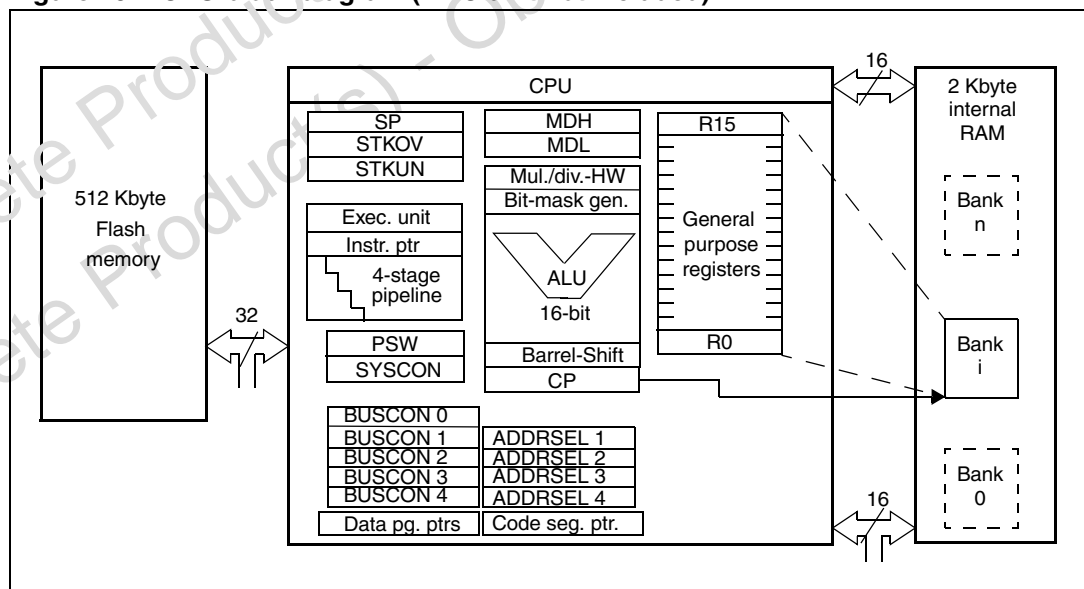 CPU
16
2 Kbyte
internal
RAM
SP
STKOV
STKUN
MDH
MDL
R15
Mul./div.-HW
Bit-mask gen.
512 Kbyte
Flash
memory
Bank
n
Exec. unit
Instr. ptr
4-stage
pipeline
General
purpose
registers
ALU
16-bit
32
PSW
SYSCON
Barrel-Shift
CP
R0
Bank
i
BUSCON 0
BUSCON 1
BUSCON 2
BUSCON 3
BUSCON 4
ADDRSEL 1
ADDRSEL 2
ADDRSEL 3
ADDRSEL 4
Bank
0
16
Data pg. ptrs
Code seg. ptr.